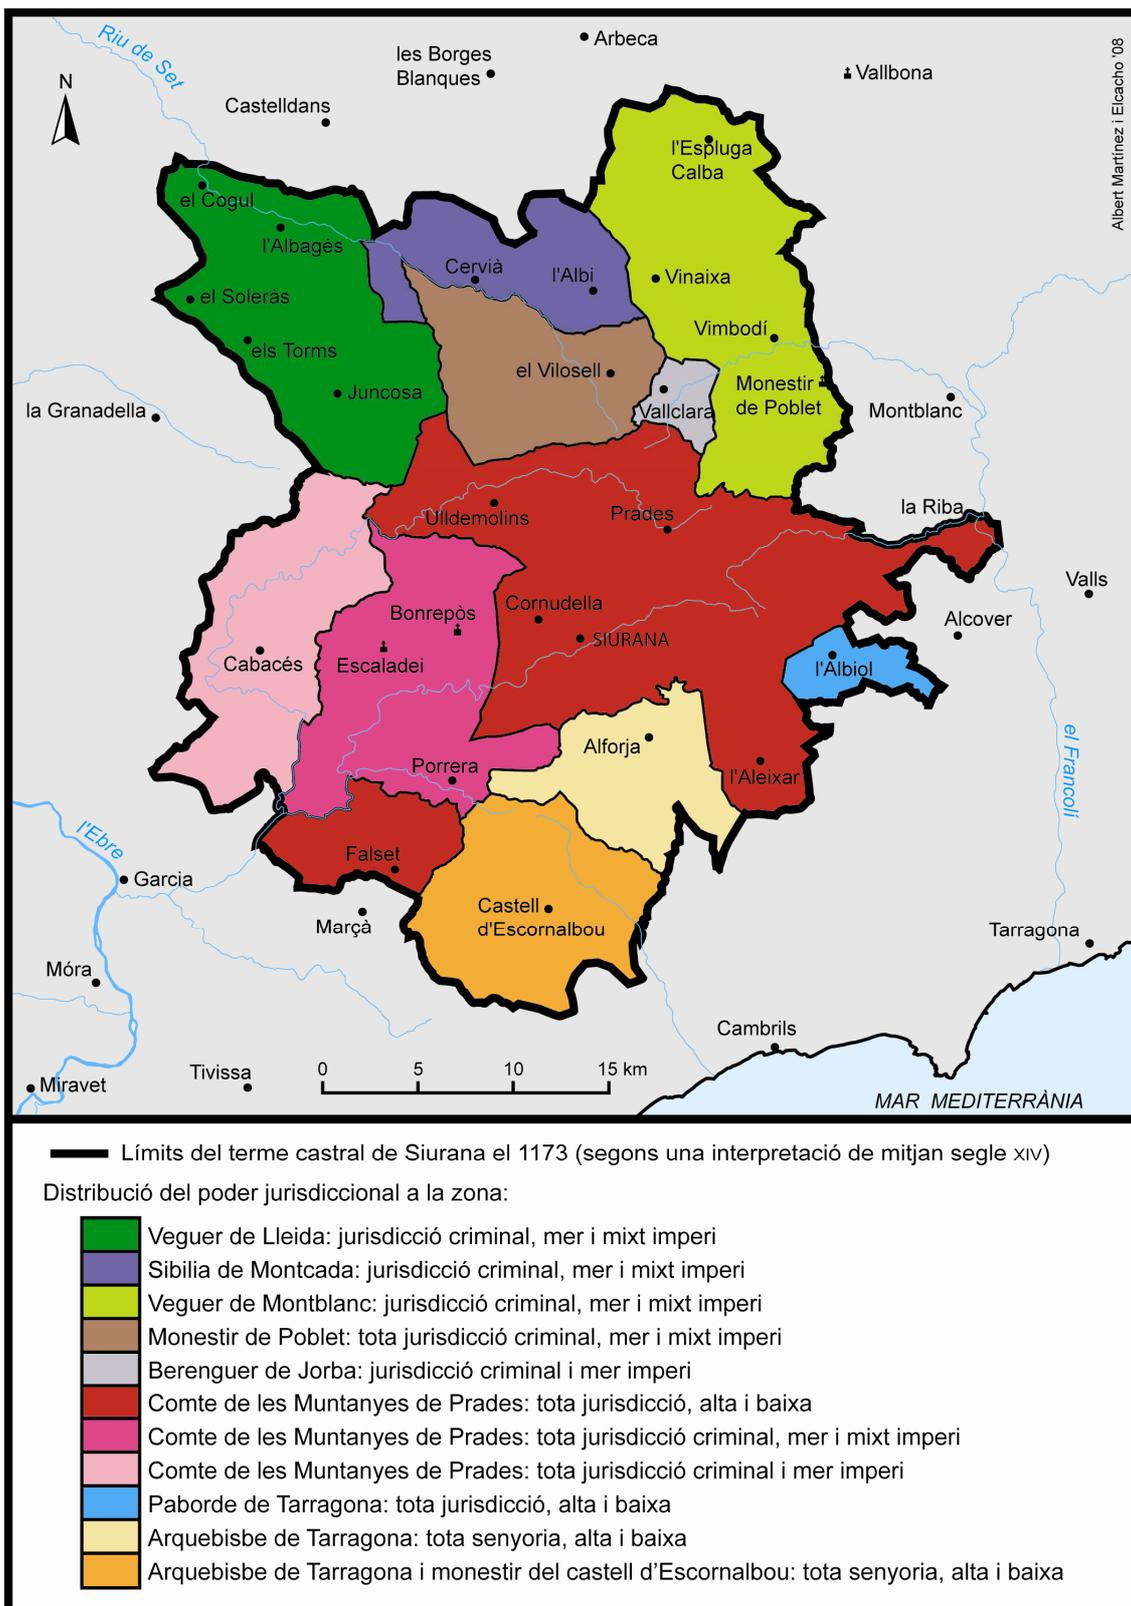 Riu de Set
les Borges
Blanques
Arbeca
Vallbona
Albert Martínez i Elcacho '08
N
Castelldans
l'Espluga
Calba
el Cogul
l'Albagés
Cervià
l'Albi
Vinaixa
el Soleràs
Vimbodí
els Torms
el Vilosell
Juncosa
Monestir
de Poblet
Vallclara
la Granadella
Montblanc
Ulldemolins
Prades
la Riba
Valls
Bonrepòs
Cornudella
Alcover
SIURANA
Cabacés
Escaladei
l'Albiol
Alforja
Porrera
l'Aleixar
el Francolí
l'Ebre
Falset
Garcia
Castell
d'Escornalbou
Marçà
Tarragona
Móra
Cambrils
Tivissa
0 5 10 15 km
Miravet
MAR MEDITERRÀNIA
Límits del terme castral de Siurana el 1173 (segons una interpretació de mitjan segle XIV)
Distribució del poder jurisdiccional a la zona:
Veguer de Lleida: jurisdicció criminal, mer i mixt imperi
Sibilia de Montcada: jurisdicció criminal, mer i mixt imperi
Veguer de Montblanc: jurisdicció criminal, mer i mixt imperi
Monestir de Poblet: tota jurisdicció criminal, mer i mixt imperi
Berenguer de Jorba: jurisdicció criminal i mer imperi
Comte de les Muntanyes de Prades: tota jurisdicció, alta i baixa
Comte de les Muntanyes de Prades: tota jurisdicció criminal, mer i mixt imperi
Comte de les Muntanyes de Prades: tota jurisdicció criminal i mer imperi
Paborde de Tarragona: tota jurisdicció, alta i baixa
Arquebisbe de Tarragona: tota senyoria, alta i baixa
Arquebisbe de Tarragona i monestir del castell d'Escornalbou: tota senyoria, alta i baixa